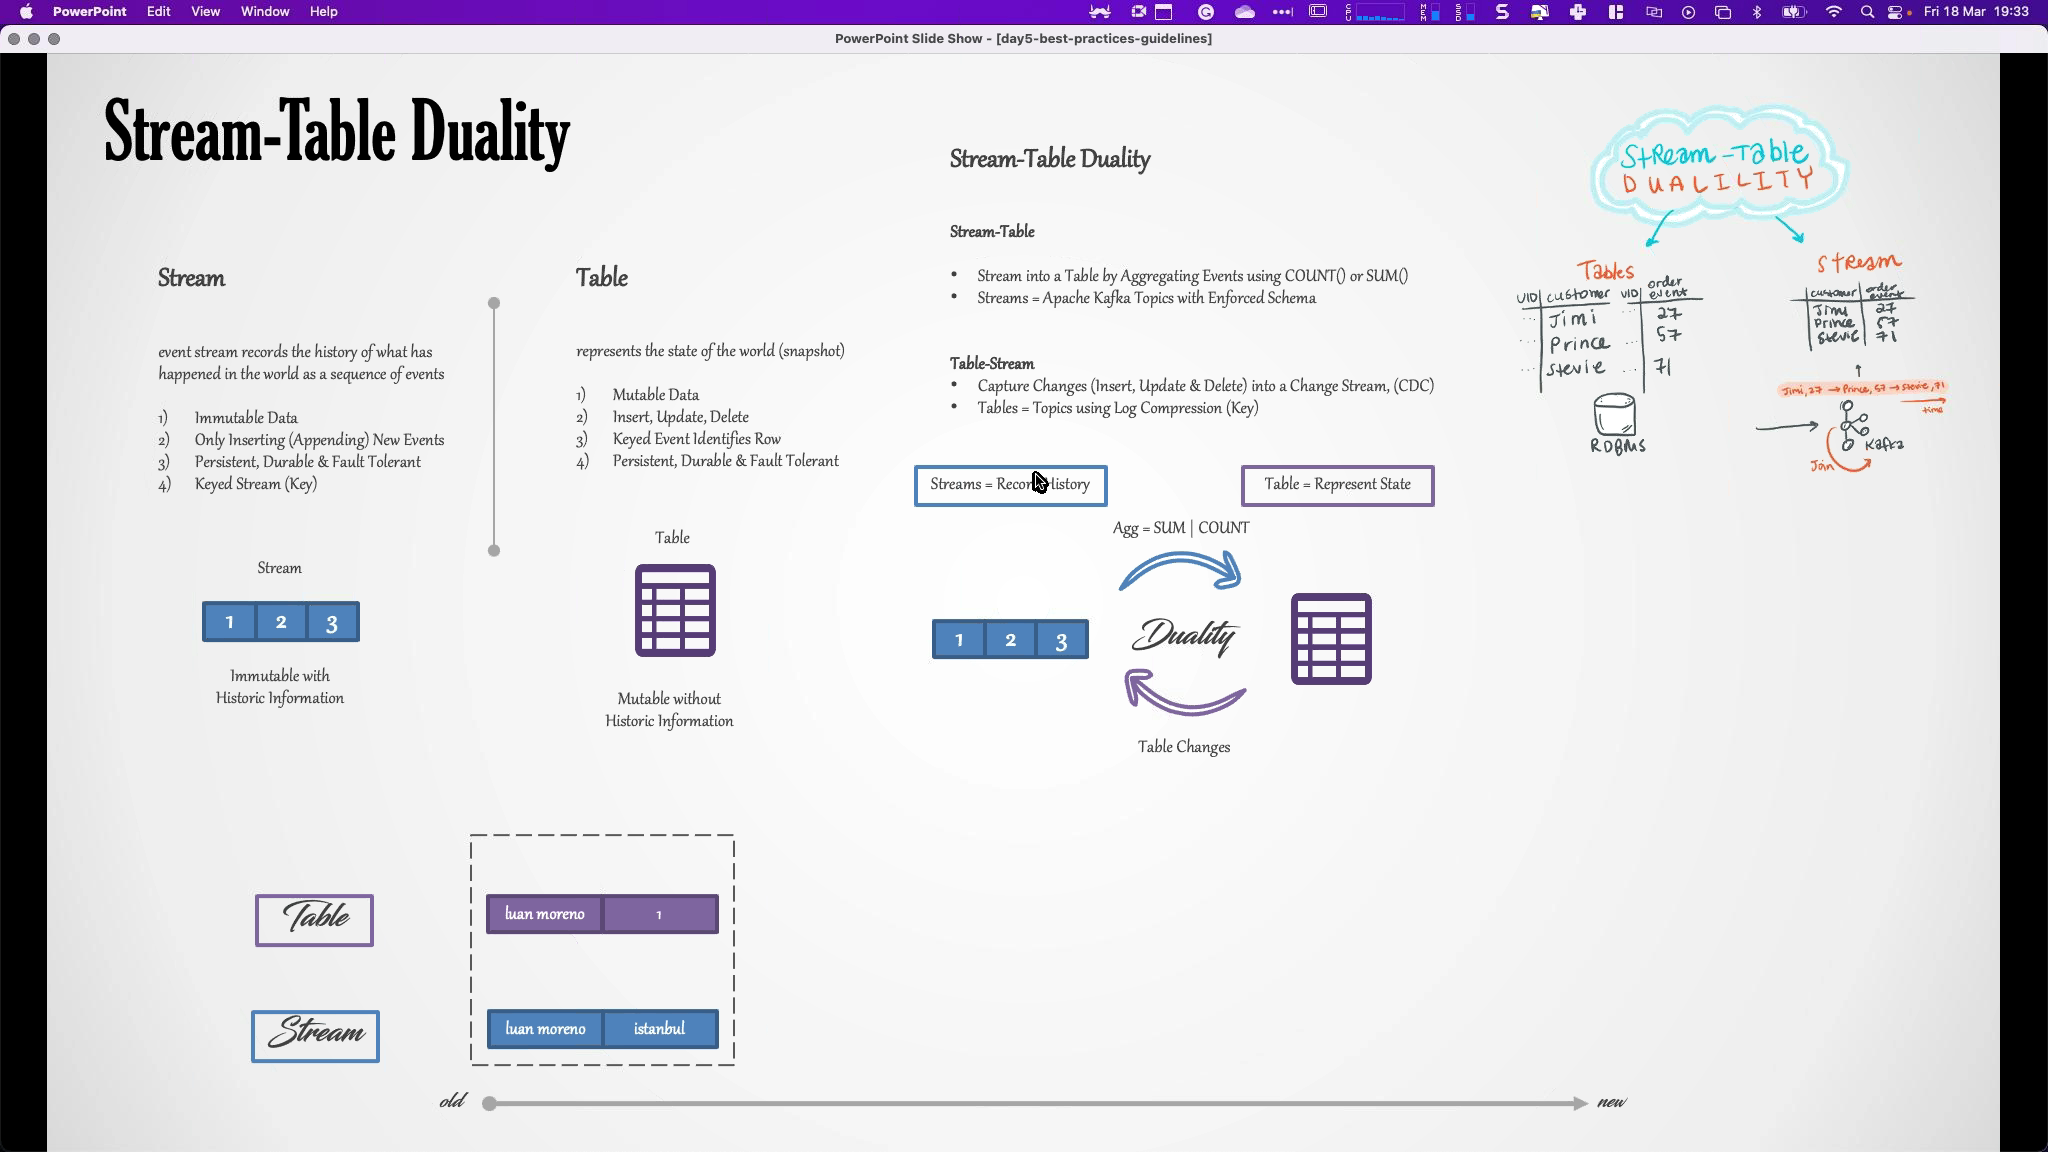 PowerPoint Edit View Window Help
Fri 18 Mar 19:33
PowerPoint Slide Show - [day5-best-practices-guidelines]
Stream-Table Duality
Stream
event stream records the history of what has
happened in the world as a sequence of events
1) Immutable Data
2) Only Inserting (Appending) New Events
3) Persistent, Durable & Fault Tolerant
4) Keyed Stream (Key)
Stream
1 2 3
Immutable with
Historic Information
Table
represents the state of the world (snapshot)
1) Mutable Data
2) Insert, Update, Delete
3) Keyed Event Identifies Row
4) Persistent, Durable & Fault Tolerant
Table
Mutable without
Historic Information
Stream-Table Duality
Stream-Table
• Stream into a Table by Aggregating Events using COUNT() or SUM()
• Streams = Apache Kafka Topics with Enforced Schema
Table-Stream
• Capture Changes (Insert, Update & Delete) into a Change Stream, (CDC)
• Tables = Topics using Log Compression (Key)
Streams = Record History
Table = Represent State
Agg = SUM | COUNT
1 2 3
Duality
Table Changes
Stream-Table
DUALILITY
Tables
UID customer UID order event
Jimi 27
Prince 57
Stevie 71
RDBMS
Stream
customer order event
Jimi 27
Prince 57
Stevie 71
Jimi, 27 → Prince, 57 → Stevie, 71
time
Kafka
Join
Table
luan moreno 1
Stream
luan moreno istanbul
old
new